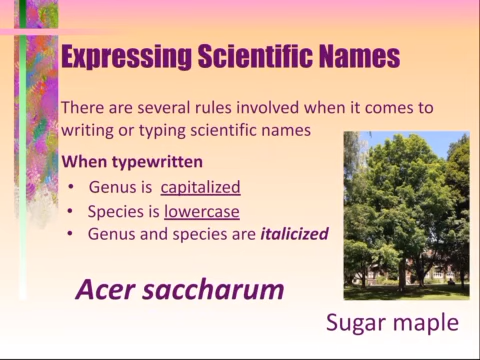 Expressing Scientific Names
There are several rules involved when it comes to
writing or typing scientific names
When typewritten
• Genus is capitalized
• Species is lowercase
• Genus and species are italicized
Acer saccharum
Sugar maple